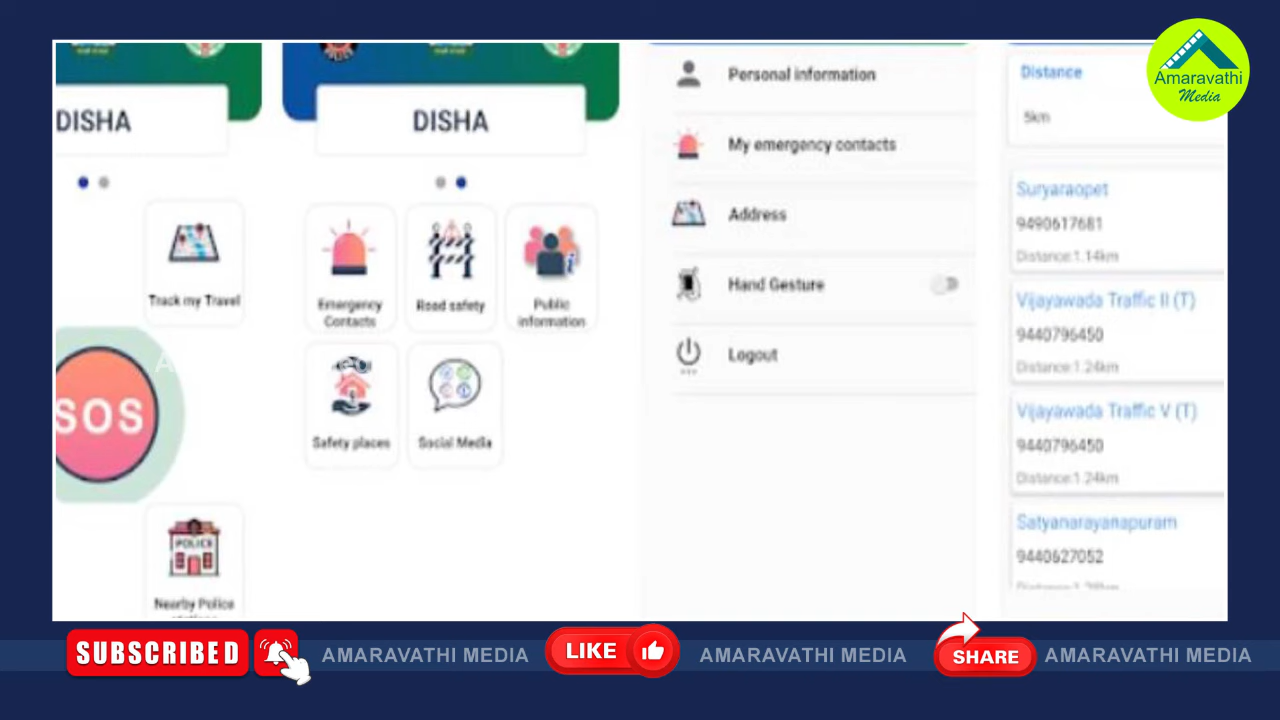 DISHA
Track my Travel
SOS
POLICE
Nearby Police
DISHA
Emergency
Contacts
Road safety
Public
information
Safety places
Social Media
Personal information
My emergency contacts
Address
Hand Gesture
Logout
Distance
5km
Suryaraopet
9490617681
Distance:1.14km
Vijayawada Traffic II (T)
9440796450
Distance:1.24km
Vijayawada Traffic V (T)
9440796450
Distance:1.24km
Satyanarayanapuram
9440627052
Amaravathi
Media
SUBSCRIBED
AMARAVATHI MEDIA
LIKE
AMARAVATHI MEDIA
SHARE
AMARAVATHI MEDIA